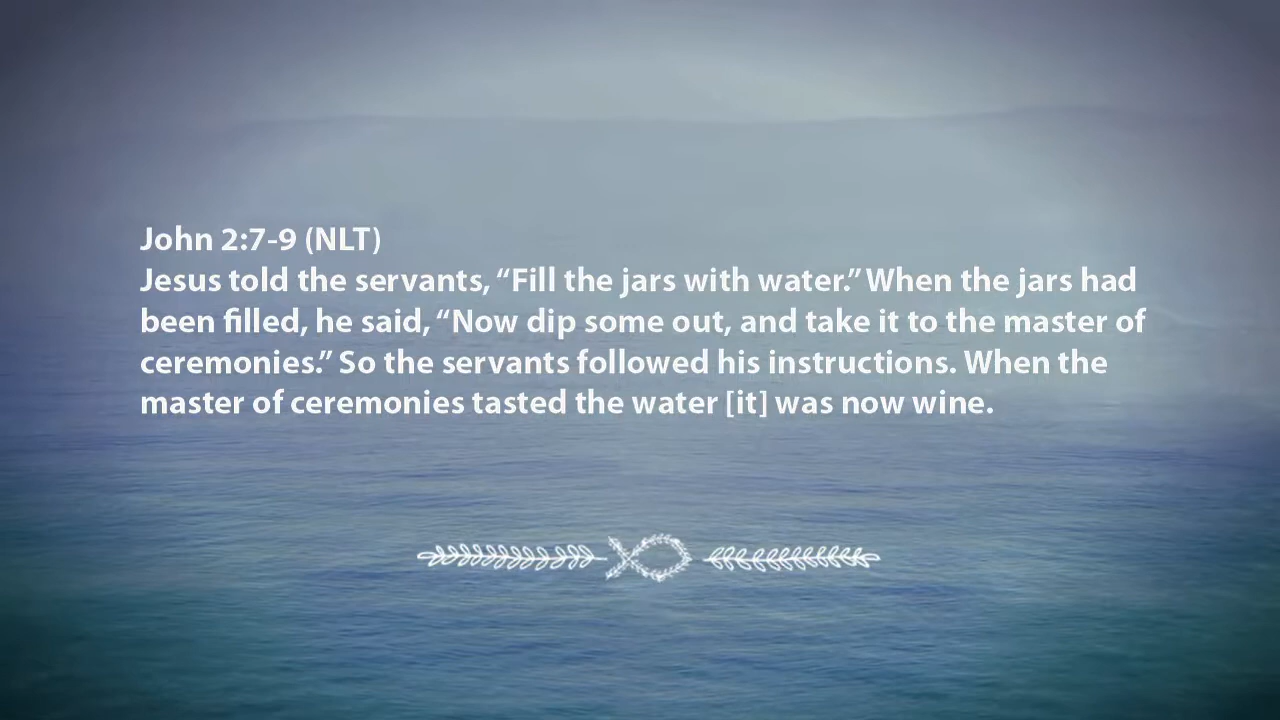 John 2:7-9 (NLT)
Jesus told the servants, “Fill the jars with water.” When the jars had
been filled, he said, “Now dip some out, and take it to the master of
ceremonies.” So the servants followed his instructions. When the
master of ceremonies tasted the water [it] was now wine.